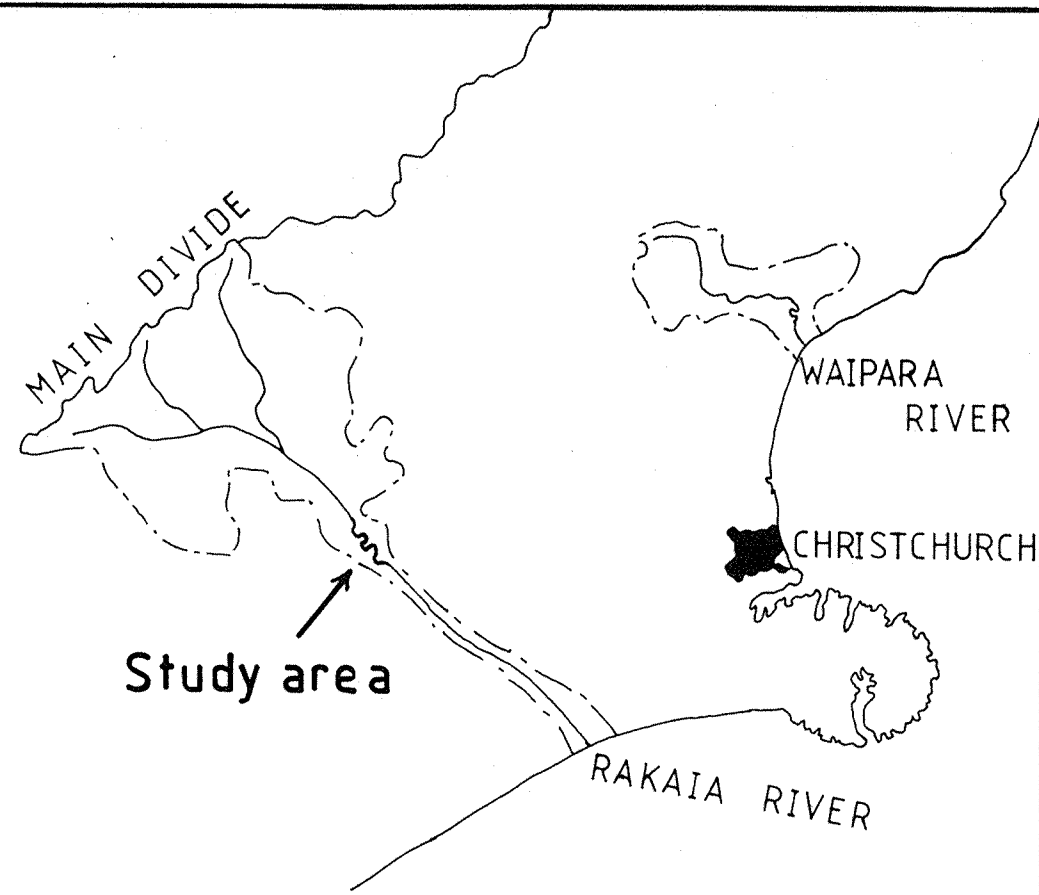 MAIN DIVIDE
WAIPARA
RIVER
CHRISTCHURCH
Study area
RAKAIA RIVER